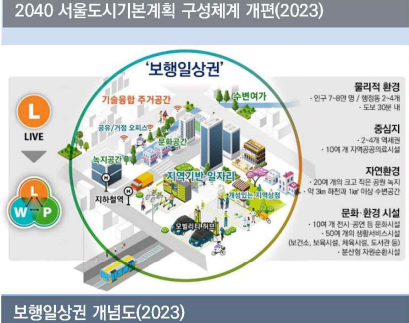 2040 서울도시기본계획 구성체계 개편(2023)
'보행일상권'
기술융합 주거공간
수변여가
공유/거점 오피스
문화공간
녹지공간
지역기반 일자리
개성있는 지역상점
지하철역
모빌리티 허브
L
LIVE
L
W P
물리적 환경
· 인구 7~8만 명 / 행정동 2~4개
· 도보 30분 내
중심지
· 2~4개 역세권
· 10여 개 지역공공의료시설
자연환경
· 20여 개의 크고 작은 공원 녹지
· 약 3㎞ 하천과 1㎢ 이상 수변공간
문화·환경 시설
· 10여 개 전시·공연 등 문화시설
· 50여 개의 생활서비스시설
(보건소, 보육시설, 체육시설, 도서관 등)
· 분산형 자원순환시설
보행일상권 개념도(2023)